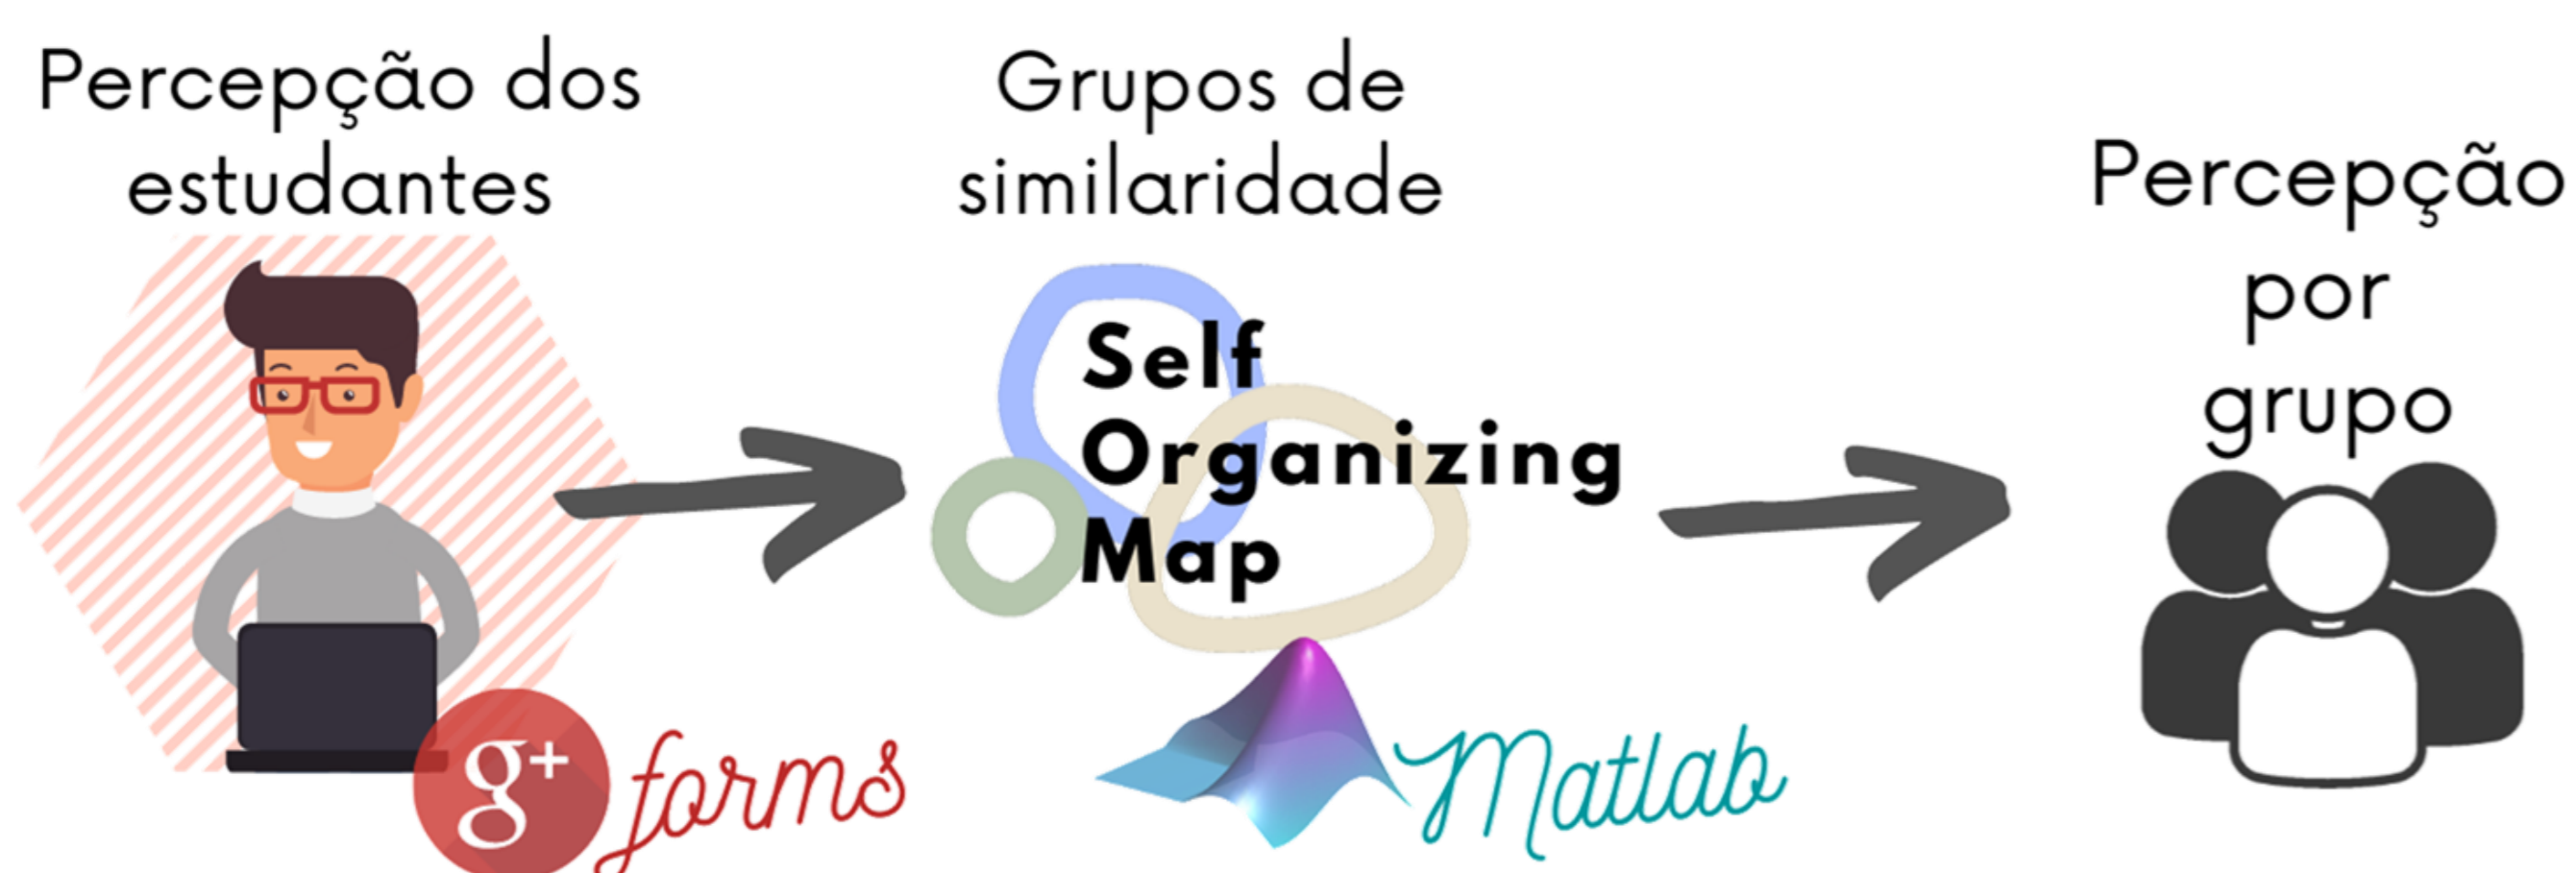 Percepção dos
estudantes
g+ forms
Grupos de
similaridade
Self
Organizing
Map
Matlab
Percepção
por
grupo